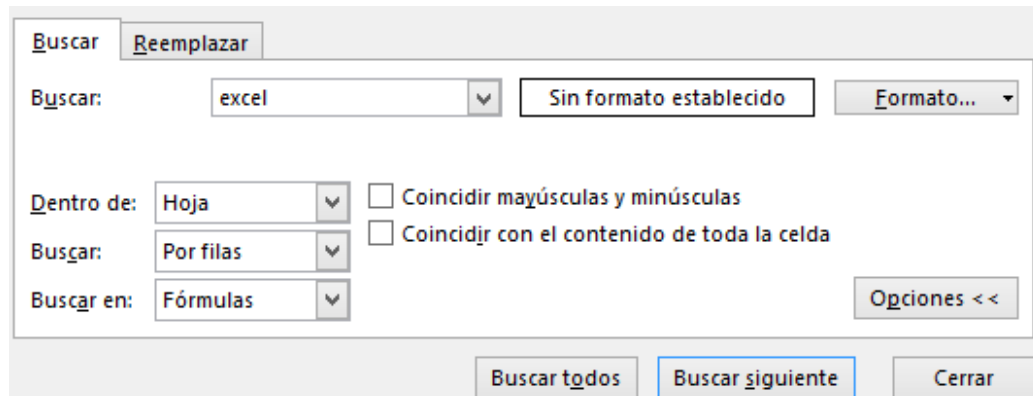 Buscar Reemplazar
Buscar: excel Sin formato establecido Formato...
Dentro de: Hoja Coincidir mayúsculas y minúsculas
Coincidir con el contenido de toda la celda
Buscar: Por filas
Buscar en: Fórmulas
Opciones <<
Buscar todos Buscar siguiente Cerrar